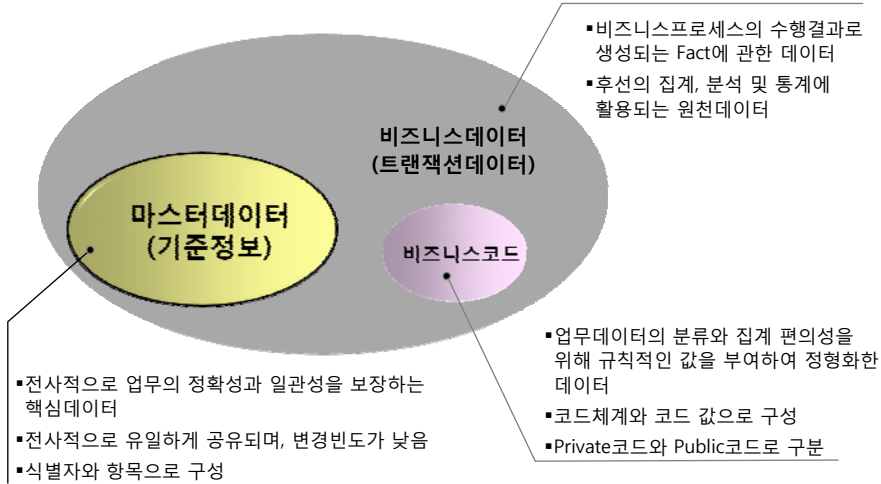 ▪비즈니스프로세스의 수행결과로
생성되는 Fact에 관한 데이터
▪후선의 집계, 분석 및 통계에
활용되는 원천데이터
비즈니스데이터
(트랜잭션데이터)
마스터데이터
(기준정보)
비즈니스코드
▪업무데이터의 분류와 집계 편의성을
위해 규칙적인 값을 부여하여 정형화한
데이터
▪코드체계와 코드 값으로 구성
▪Private코드와 Public코드로 구분
▪전사적으로 업무의 정확성과 일관성을 보장하는
핵심데이터
▪전사적으로 유일하게 공유되며, 변경빈도가 낮음
▪식별자와 항목으로 구성